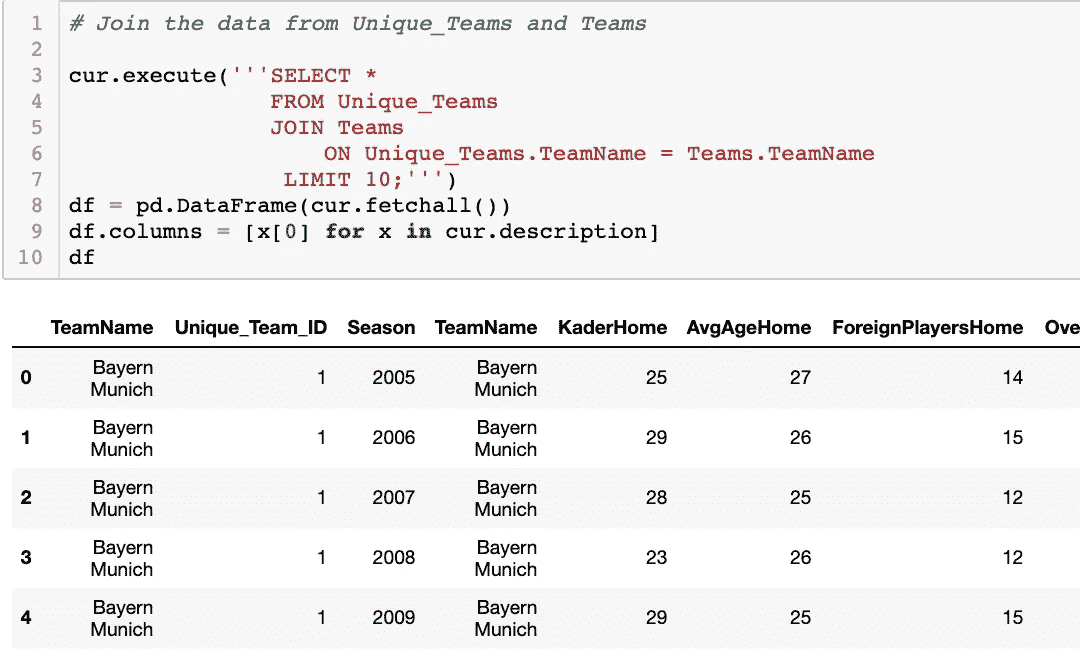 1 # Join the data from Unique_Teams and Teams
2
3 cur.execute('''SELECT *
4 FROM Unique_Teams
5 JOIN Teams
6 ON Unique_Teams.TeamName = Teams.TeamName
7 LIMIT 10;''')
8 df = pd.DataFrame(cur.fetchall())
9 df.columns = [x[0] for x in cur.description]
10 df
TeamName Unique_Team_ID Season TeamName KaderHome AvgAgeHome ForeignPlayersHome Ove
0 Bayern Munich 1 2005 Bayern Munich 25 27 14
1 Bayern Munich 1 2006 Bayern Munich 29 26 15
2 Bayern Munich 1 2007 Bayern Munich 28 25 12
3 Bayern Munich 1 2008 Bayern Munich 23 26 12
4 Bayern Munich 1 2009 Bayern Munich 29 25 15